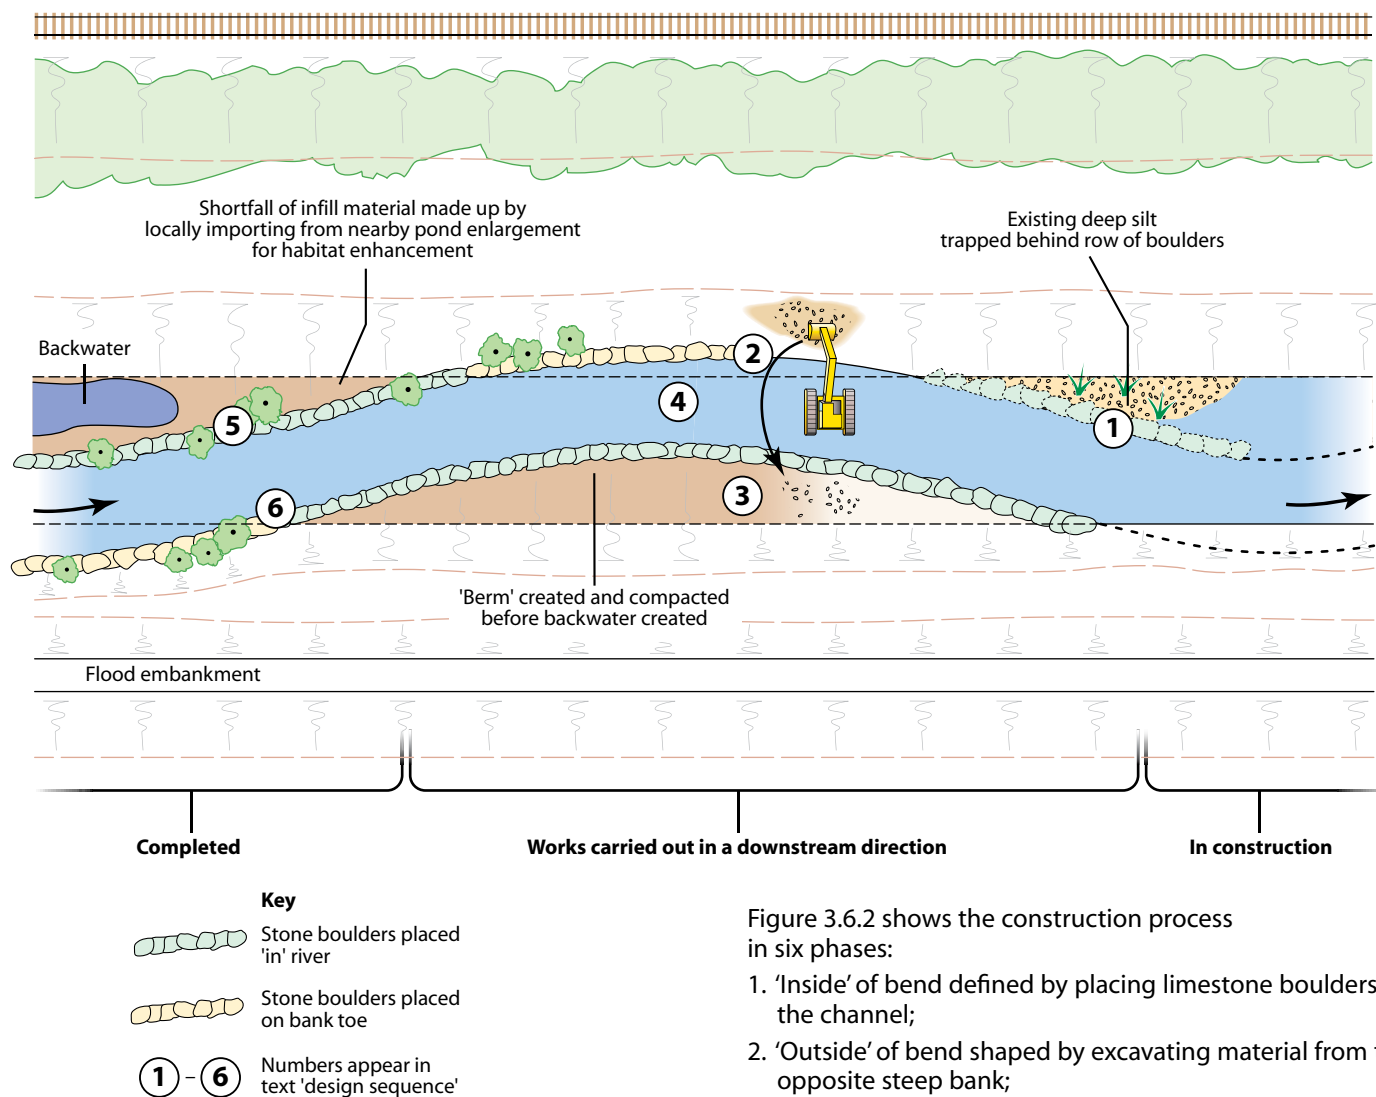 Shortfall of infill material made up by
locally importing from nearby pond enlargement
for habitat enhancement
Existing deep silt
trapped behind row of boulders
Backwater
2
4
5
1
3
6
'Berm' created and compacted
before backwater created
Flood embankment
Completed
Works carried out in a downstream direction
In construction
Key
Stone boulders placed
'in' river
Stone boulders placed
on bank toe
1 – 6 Numbers appear in
text 'design sequence'
Figure 3.6.2 shows the construction process
in six phases:
1. ‘Inside’ of bend defined by placing limestone boulders
the channel;
2. ‘Outside’ of bend shaped by excavating material from
opposite steep bank;